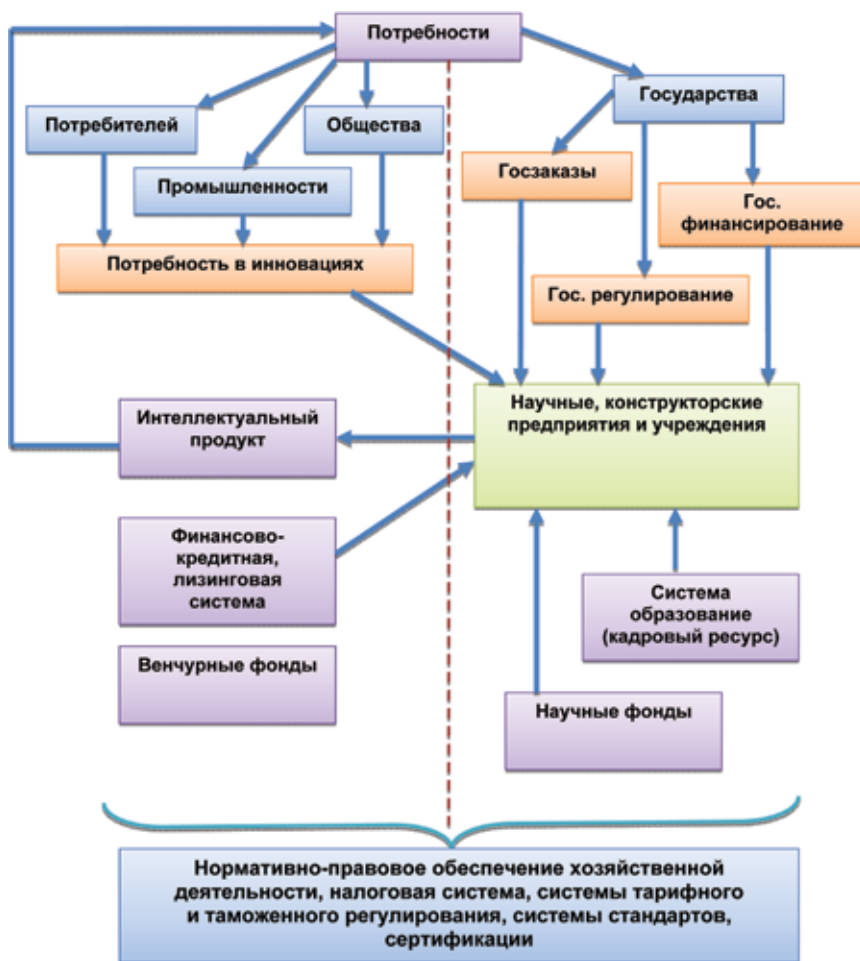 Потребности
Государства
Потребителей
Общества
Госзаказы
Промышленности
Гос.
финансирование
Потребность в инновациях
Гос. регулирование
Научные, конструкторские
предприятия и учреждения
Интеллектуальный
продукт
Финансово-
кредитная,
лизинговая
система
Система
образование
(кадровый ресурс)
Венчурные фонды
Научные фонды
Нормативно-правовое обеспечение хозяйственной
деятельности, налоговая система, системы тарифного
и таможенного регулирования, системы стандартов,
сертификации